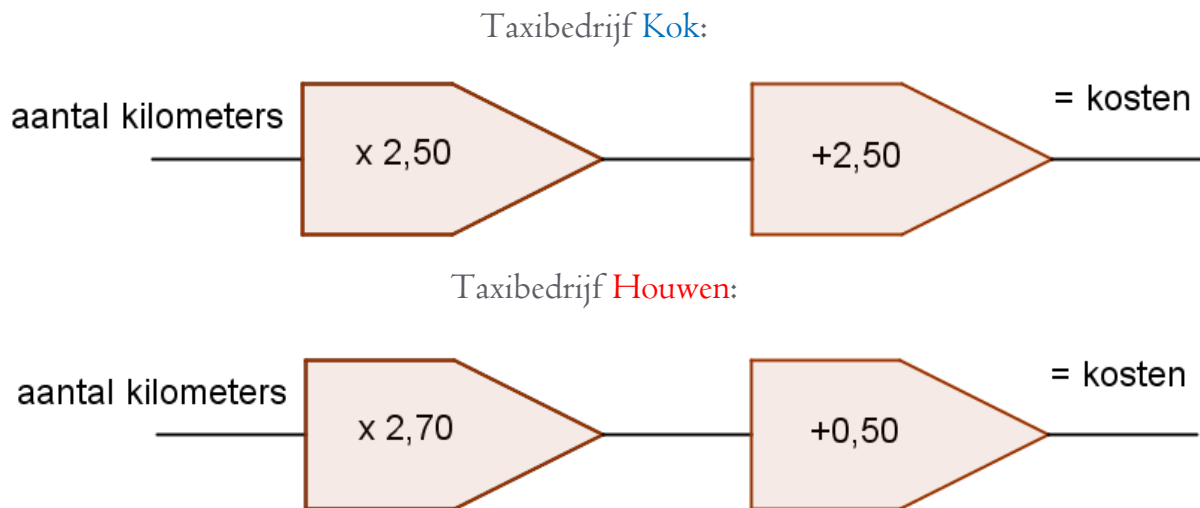 Taxibedrijf Kok:
aantal kilometers
x 2,50
+2,50
= kosten
Taxibedrijf Houwen:
aantal kilometers
x 2,70
+0,50
= kosten